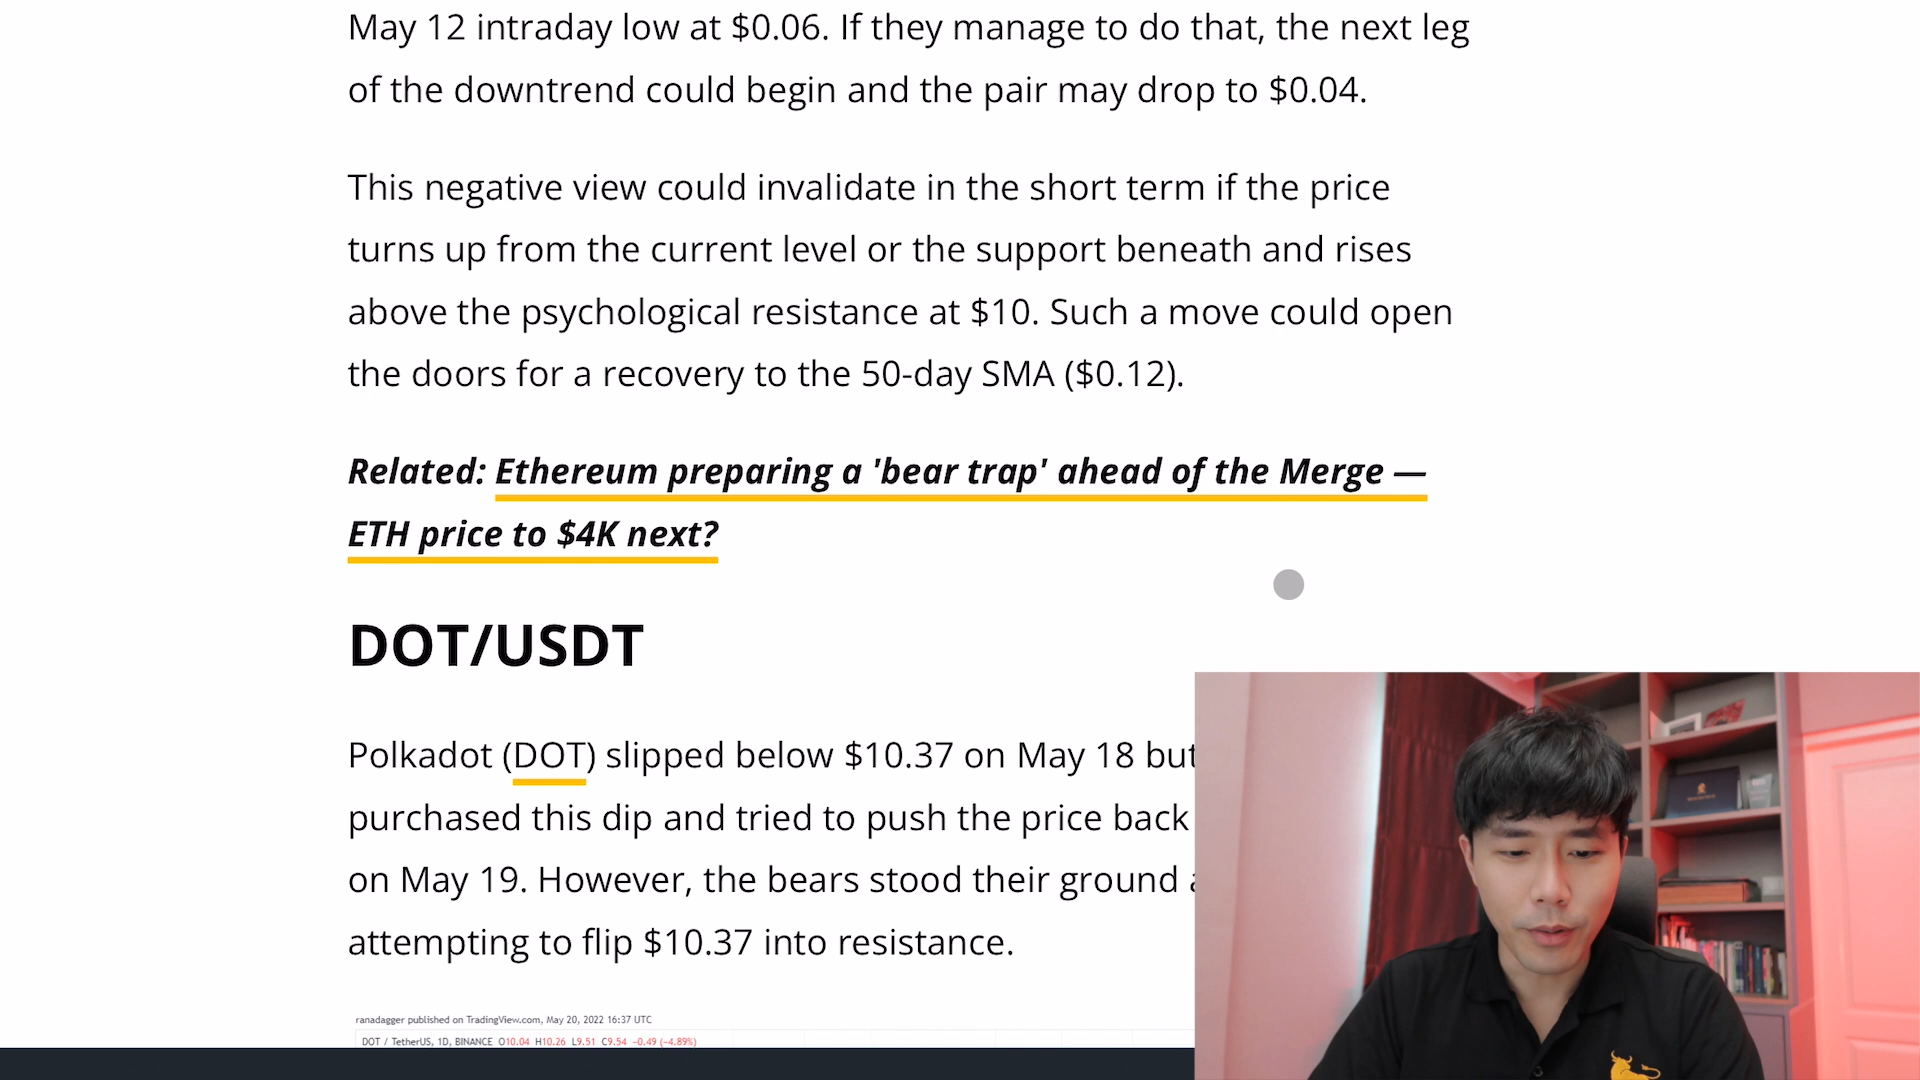 May 12 intraday low at $0.06. If they manage to do that, the next leg
of the downtrend could begin and the pair may drop to $0.04.
This negative view could invalidate in the short term if the price
turns up from the current level or the support beneath and rises
above the psychological resistance at $10. Such a move could open
the doors for a recovery to the 50-day SMA ($0.12).
Related: Ethereum preparing a 'bear trap' ahead of the Merge —
ETH price to $4K next?
DOT/USDT
Polkadot (DOT) slipped below $10.37 on May 18 but
purchased this dip and tried to push the price back
on May 19. However, the bears stood their ground
attempting to flip $10.37 into resistance.
ranadagger published on TradingView.com, May 20, 2022 16:37 UTC
DOT / TetherUS, 1D, BINANCE O10.04 H10.26 L9.51 C9.54 −0.49 (−4.89%)